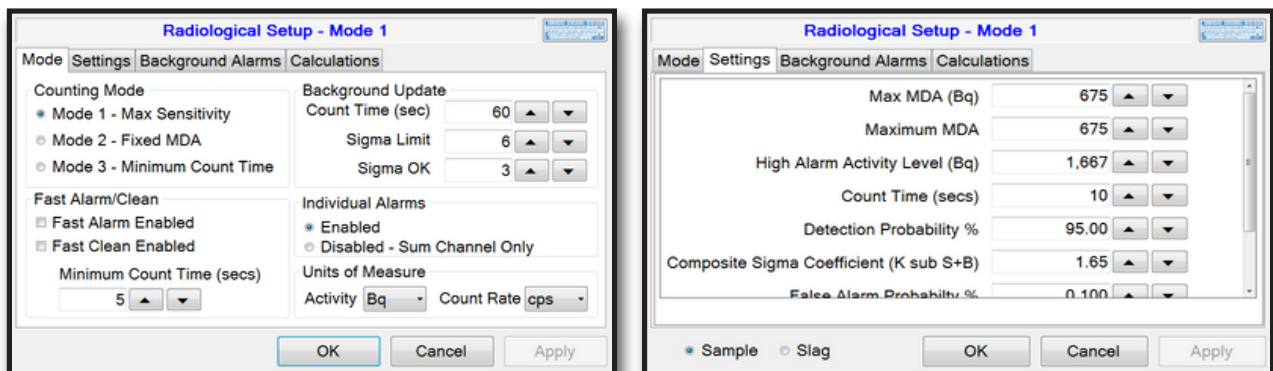 Radiological Setup - Mode 1
Mode Settings Background Alarms Calculations
Counting Mode
Mode 1 - Max Sensitivity
Mode 2 - Fixed MDA
Mode 3 - Minimum Count Time
Background Update
Count Time (sec) 60
Sigma Limit 6
Sigma OK 3
Fast Alarm/Clean
Fast Alarm Enabled
Fast Clean Enabled
Minimum Count Time (secs)
5
Individual Alarms
Enabled
Disabled - Sum Channel Only
Units of Measure
Activity Bq Count Rate cps
OK Cancel Apply
Radiological Setup - Mode 1
Mode Settings Background Alarms Calculations
Max MDA (Bq) 675
Maximum MDA 675
High Alarm Activity Level (Bq) 1,667
Count Time (secs) 10
Detection Probability % 95.00
Composite Sigma Coefficient (K sub S+B) 1.65
False Alarm Probabilty % 0.100
Sample Slag OK Cancel Apply